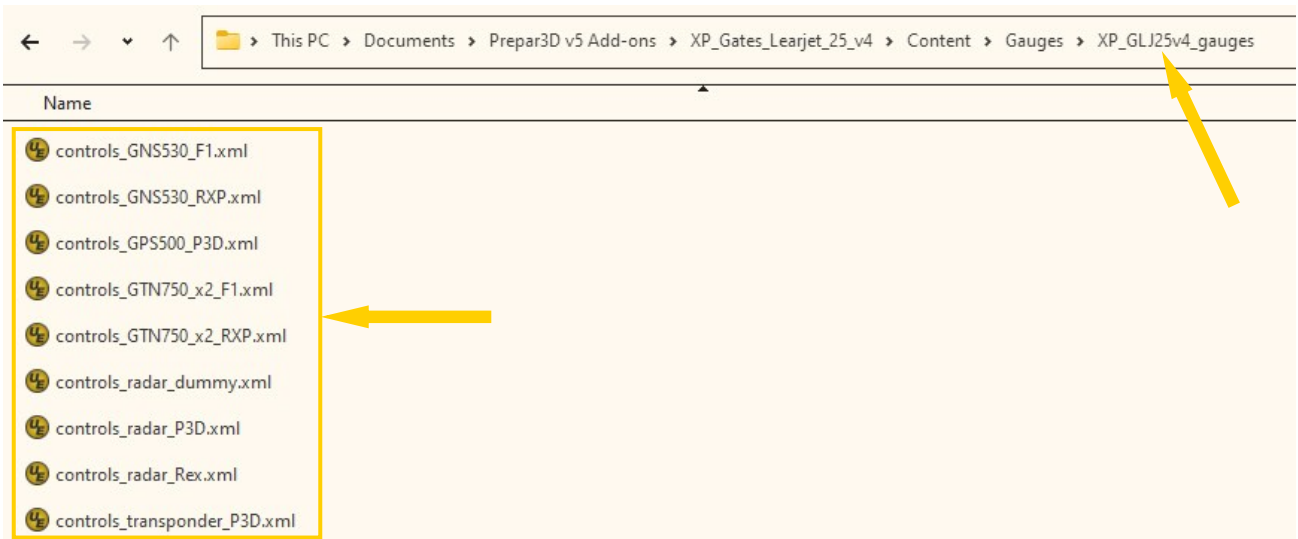 This PC > Documents > Prepar3D v5 Add-ons > XP_Gates_Learjet_25_v4 > Content > Gauges > XP_GLJ25v4_gauges
Name
controls_GNS530_F1.xml
controls_GNS530_RXP.xml
controls_GPS500_P3D.xml
controls_GTN750_x2_F1.xml
controls_GTN750_x2_RXP.xml
controls_radar_dummy.xml
controls_radar_P3D.xml
controls_radar_Rex.xml
controls_transponder_P3D.xml